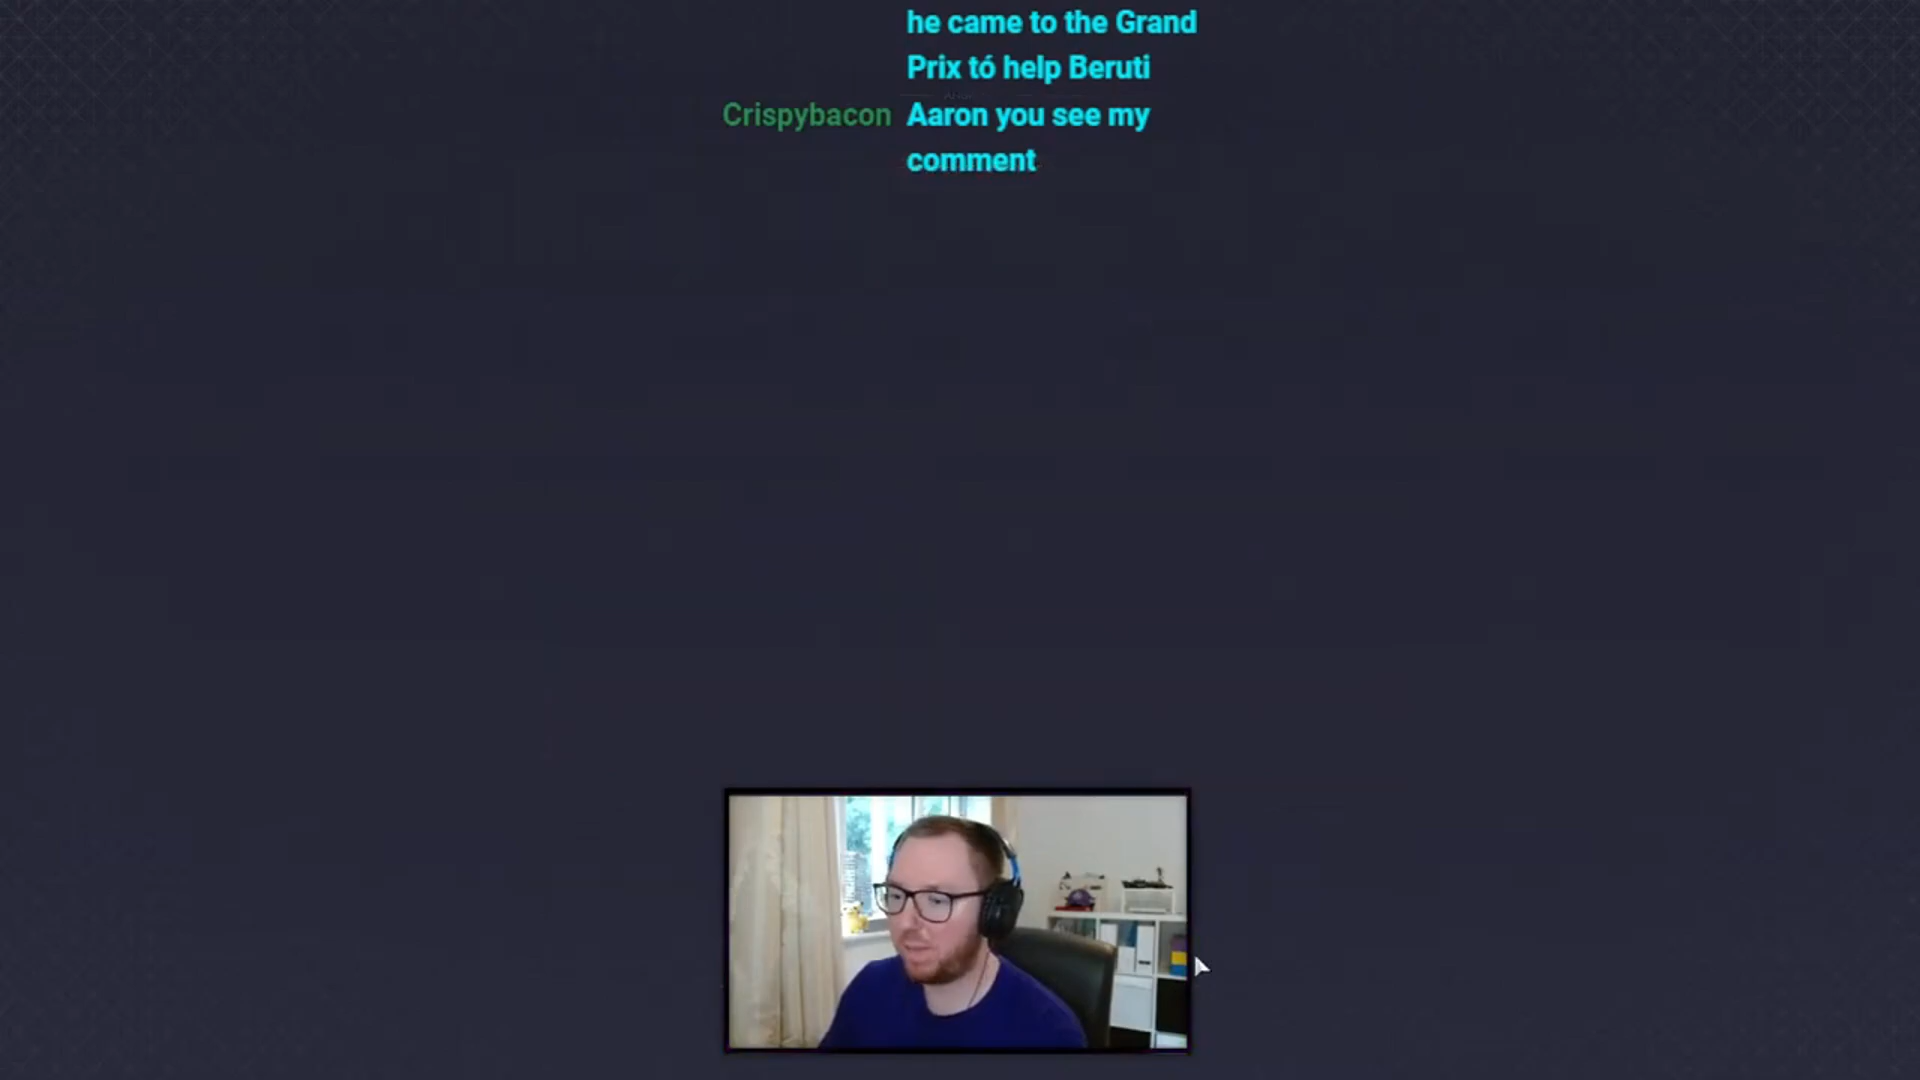 he came to the Grand
Prix tó help Beruti
Crispybacon Aaron you see my
comment